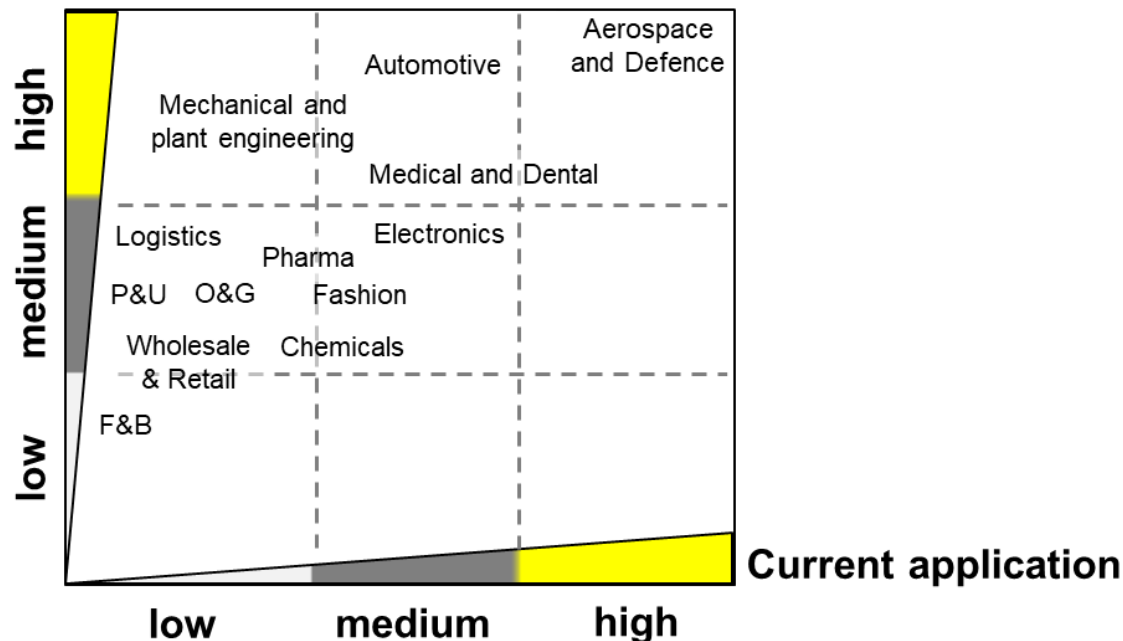 Aerospace
and Defence
Automotive
high
Mechanical and
plant engineering
Medical and Dental
medium
Logistics
Electronics
Pharma
P&U
O&G
Fashion
Wholesale
& Retail
Chemicals
low
F&B
Current application
low
medium
high